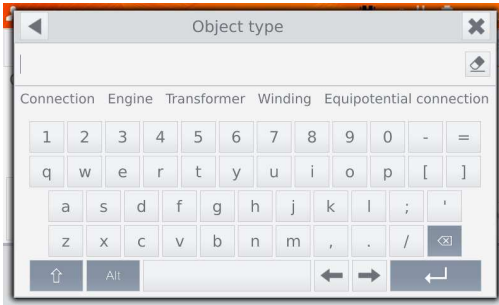 Object type
Connection Engine Transformer Winding Equipotential connection
1 2 3 4 5 6 7 8 9 0 - =
q w e r t y u i o p [ ]
a s d f g h j k l ; '
z x c v b n m , . /
Alt